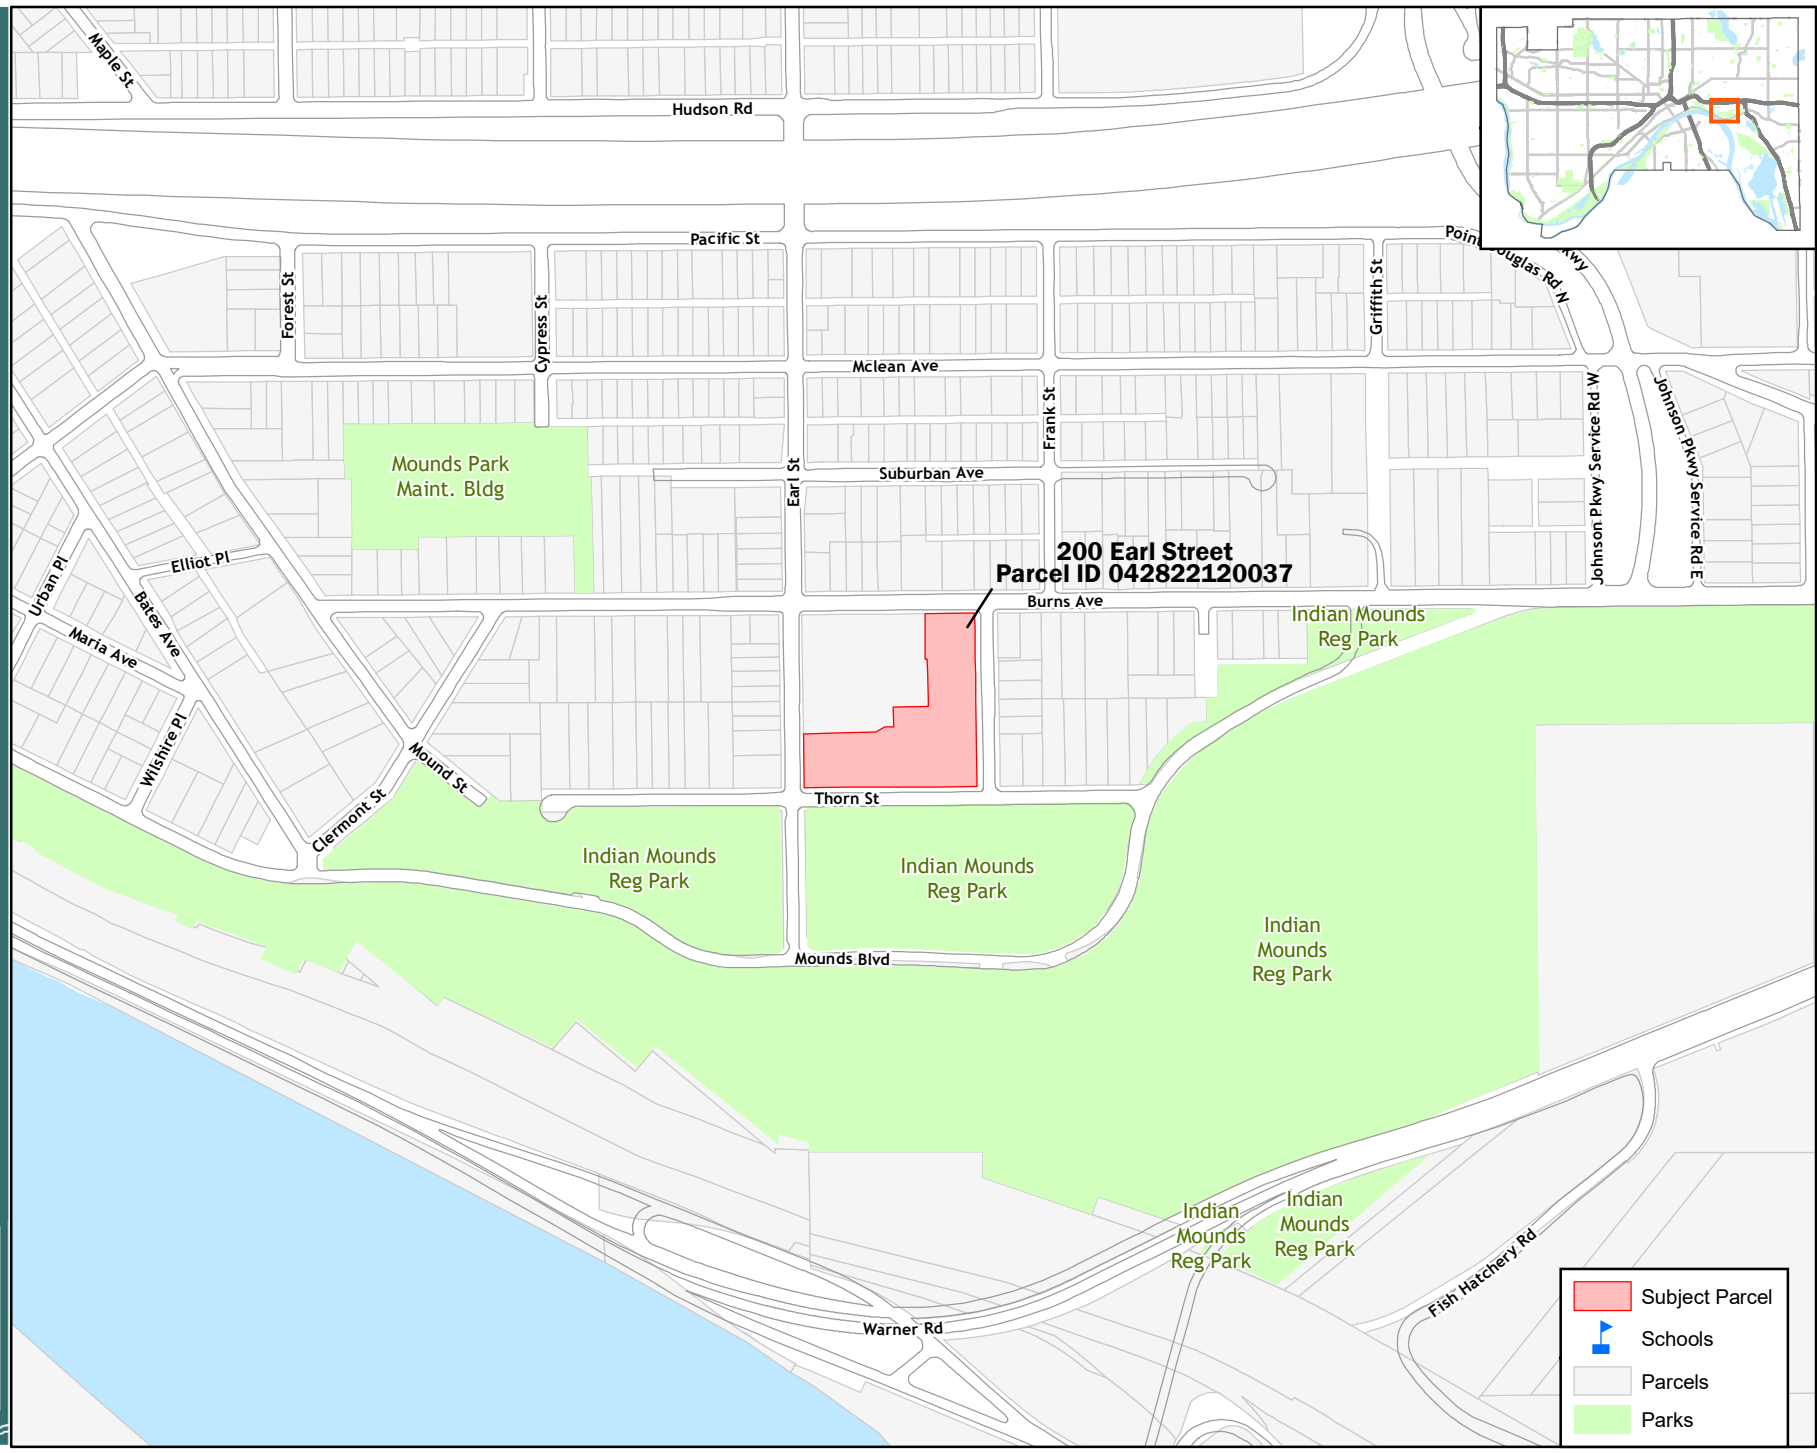 Maple St
Hudson Rd
Pacific St
Forest St
Cypress St
Griffith St
Mclean Ave
Frank St
Mounds Park
Maint. Bldg
Earl St
Suburban Ave
Johnson Pkwy Service Rd W
Johnson Pkwy Service Rd E
200 Earl Street
Parcel ID 042822120037
Elliot Pl
Urban Pl
Bates Ave
Maria Ave
Burns Ave
Indian Mounds
Reg Park
Wilshire Pl
Mound St
Clermont St
Thorn St
Indian Mounds
Reg Park
Indian Mounds
Reg Park
Indian
Mounds
Reg Park
Mounds Blvd
Indian
Mounds
Reg Park
Indian
Mounds
Reg Park
Fish Hatchery Rd
Warner Rd
Subject Parcel
Schools
Parcels
Parks